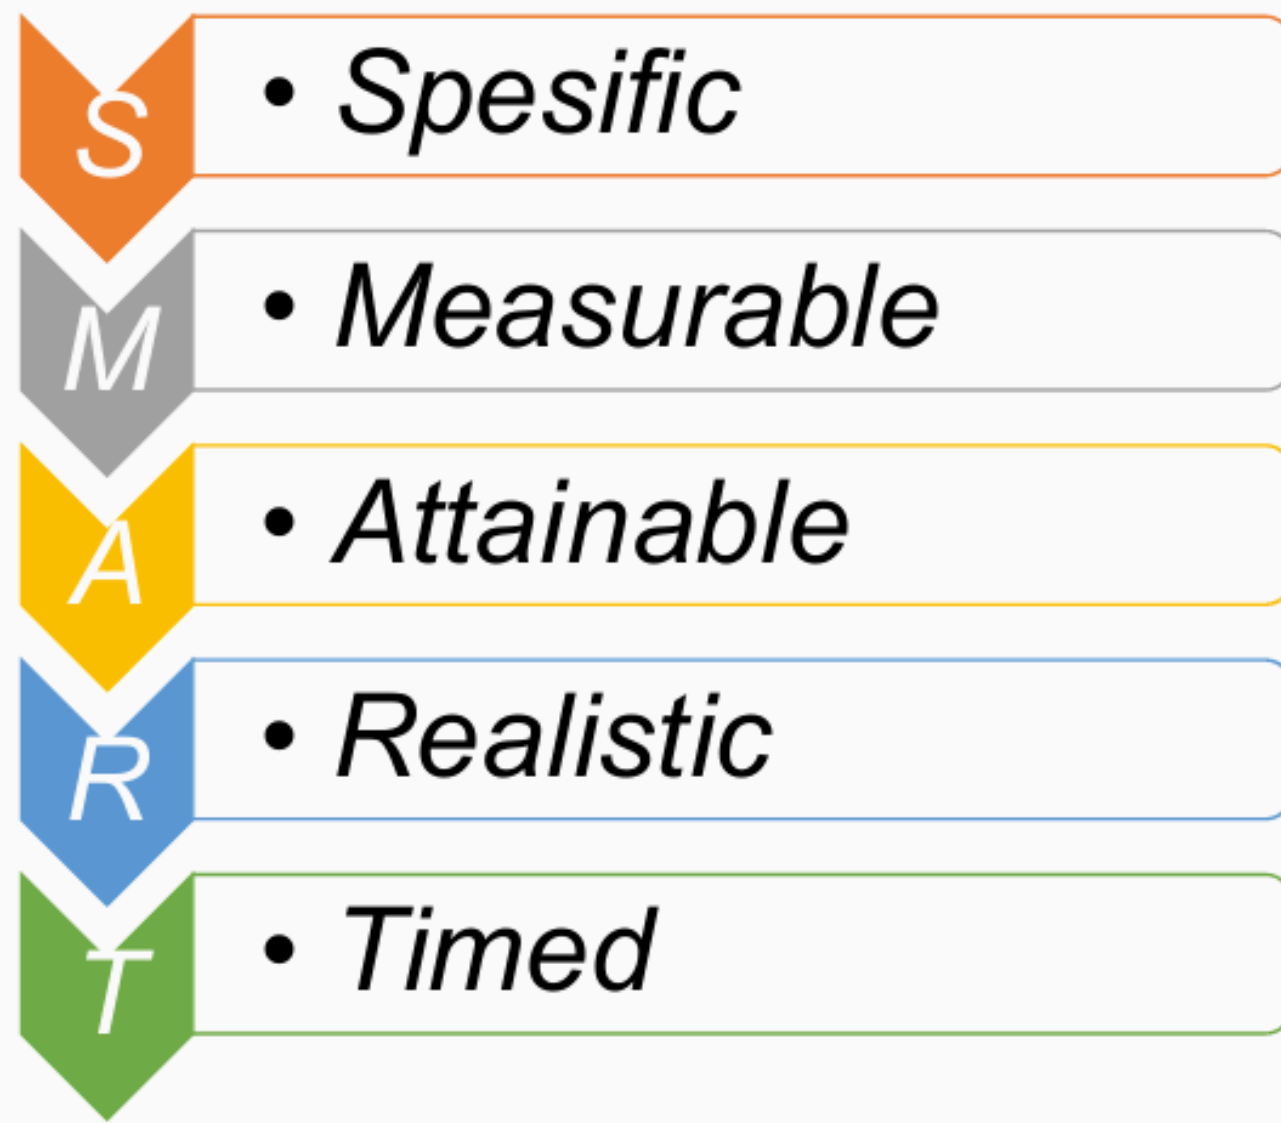 S
• Spesific
M
• Measurable
A
• Attainable
R
• Realistic
T
• Timed